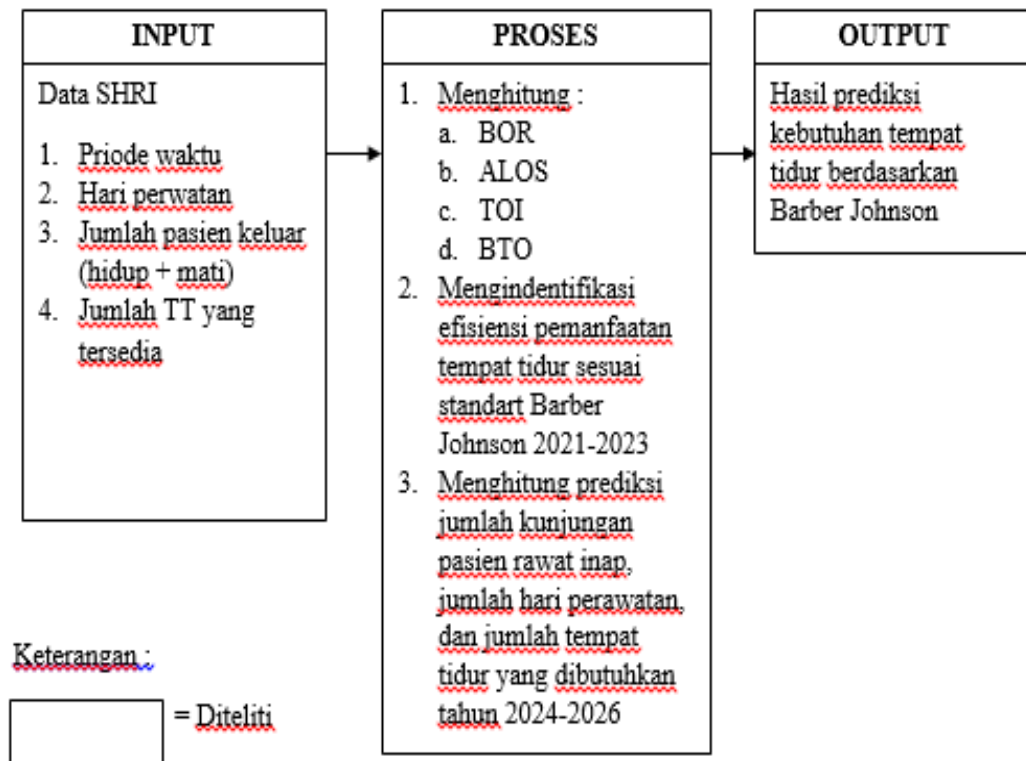 INPUT
Data SHRI
1. Priode waktu
2. Hari perwatan
3. Jumlah pasien keluar
(hidup + mati)
4. Jumlah TT yang
tersedia
PROSES
1. Menghitung :
a. BOR
b. ALOS
c. TOI
d. BTO
2. Mengindentifikasi
efisiensi pemanfaatan
tempat tidur sesuai
standart Barber
Johnson 2021-2023
3. Menghitung prediksi
jumlah kunjungan
pasien rawat inap,
jumlah hari perawatan,
dan jumlah tempat
tidur yang dibutuhkan
tahun 2024-2026
OUTPUT
Hasil prediksi
kebutuhan tempat
tidur berdasarkan
Barber Johnson
Keterangan :
= Diteliti